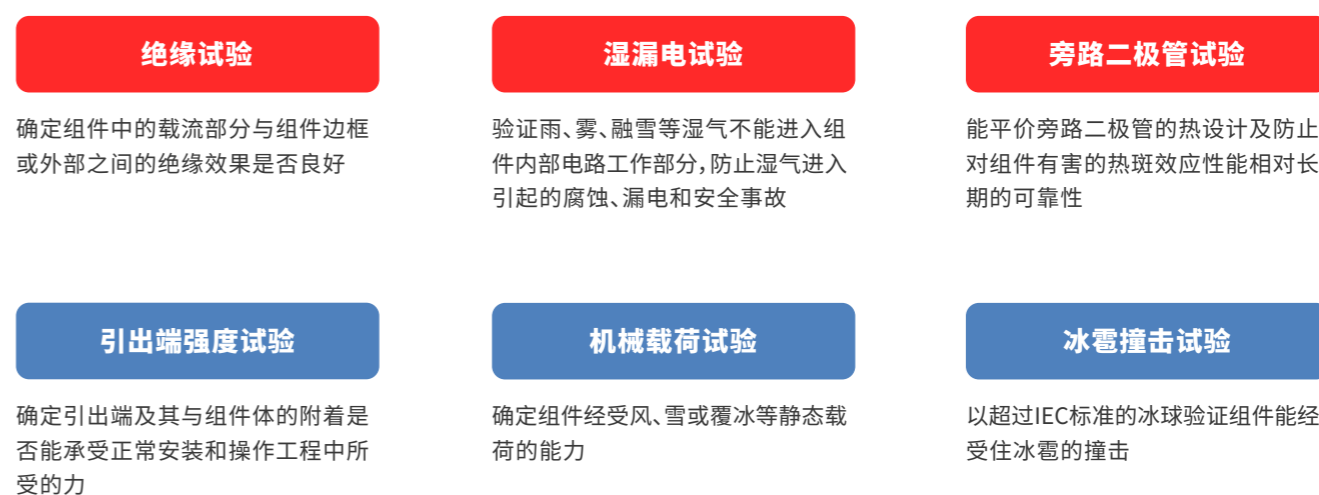 绝缘试验
确定组件中的载流部分与组件边框
或外部之间的绝缘效果是否良好
湿漏电试验
验证雨、雾、融雪等湿气不能进入组
件内部电路工作部分,防止湿气进入
引起的腐蚀、漏电和安全事故
旁路二极管试验
能平价旁路二极管的热设计及防止
对组件有害的热斑效应性能相对长
期的可靠性
引出端强度试验
确定引出端及其与组件体的附着是
否能承受正常安装和操作工程中所
受的力
机械载荷试验
确定组件经受风、雪或覆冰等静态载
荷的能力
冰雹撞击试验
以超过IEC标准的冰球验证组件能经
受住冰雹的撞击